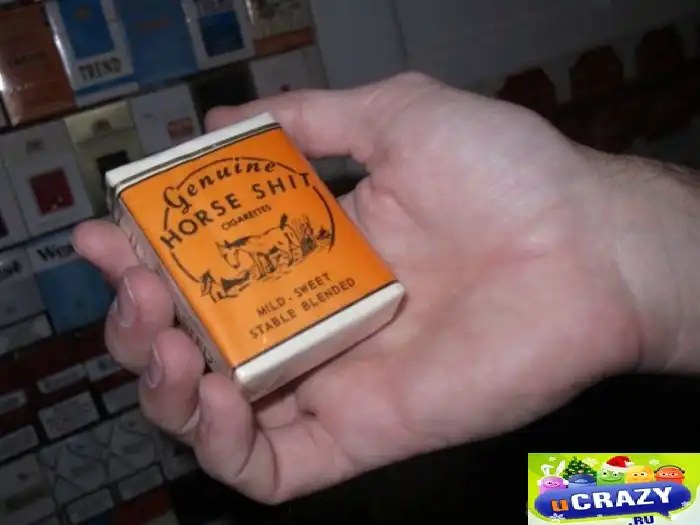 TREND
Genuine
HORSE SHIT
CIGARETTES
MILD-SWEET
STABLE BLENDED
uCRAZY
.RU